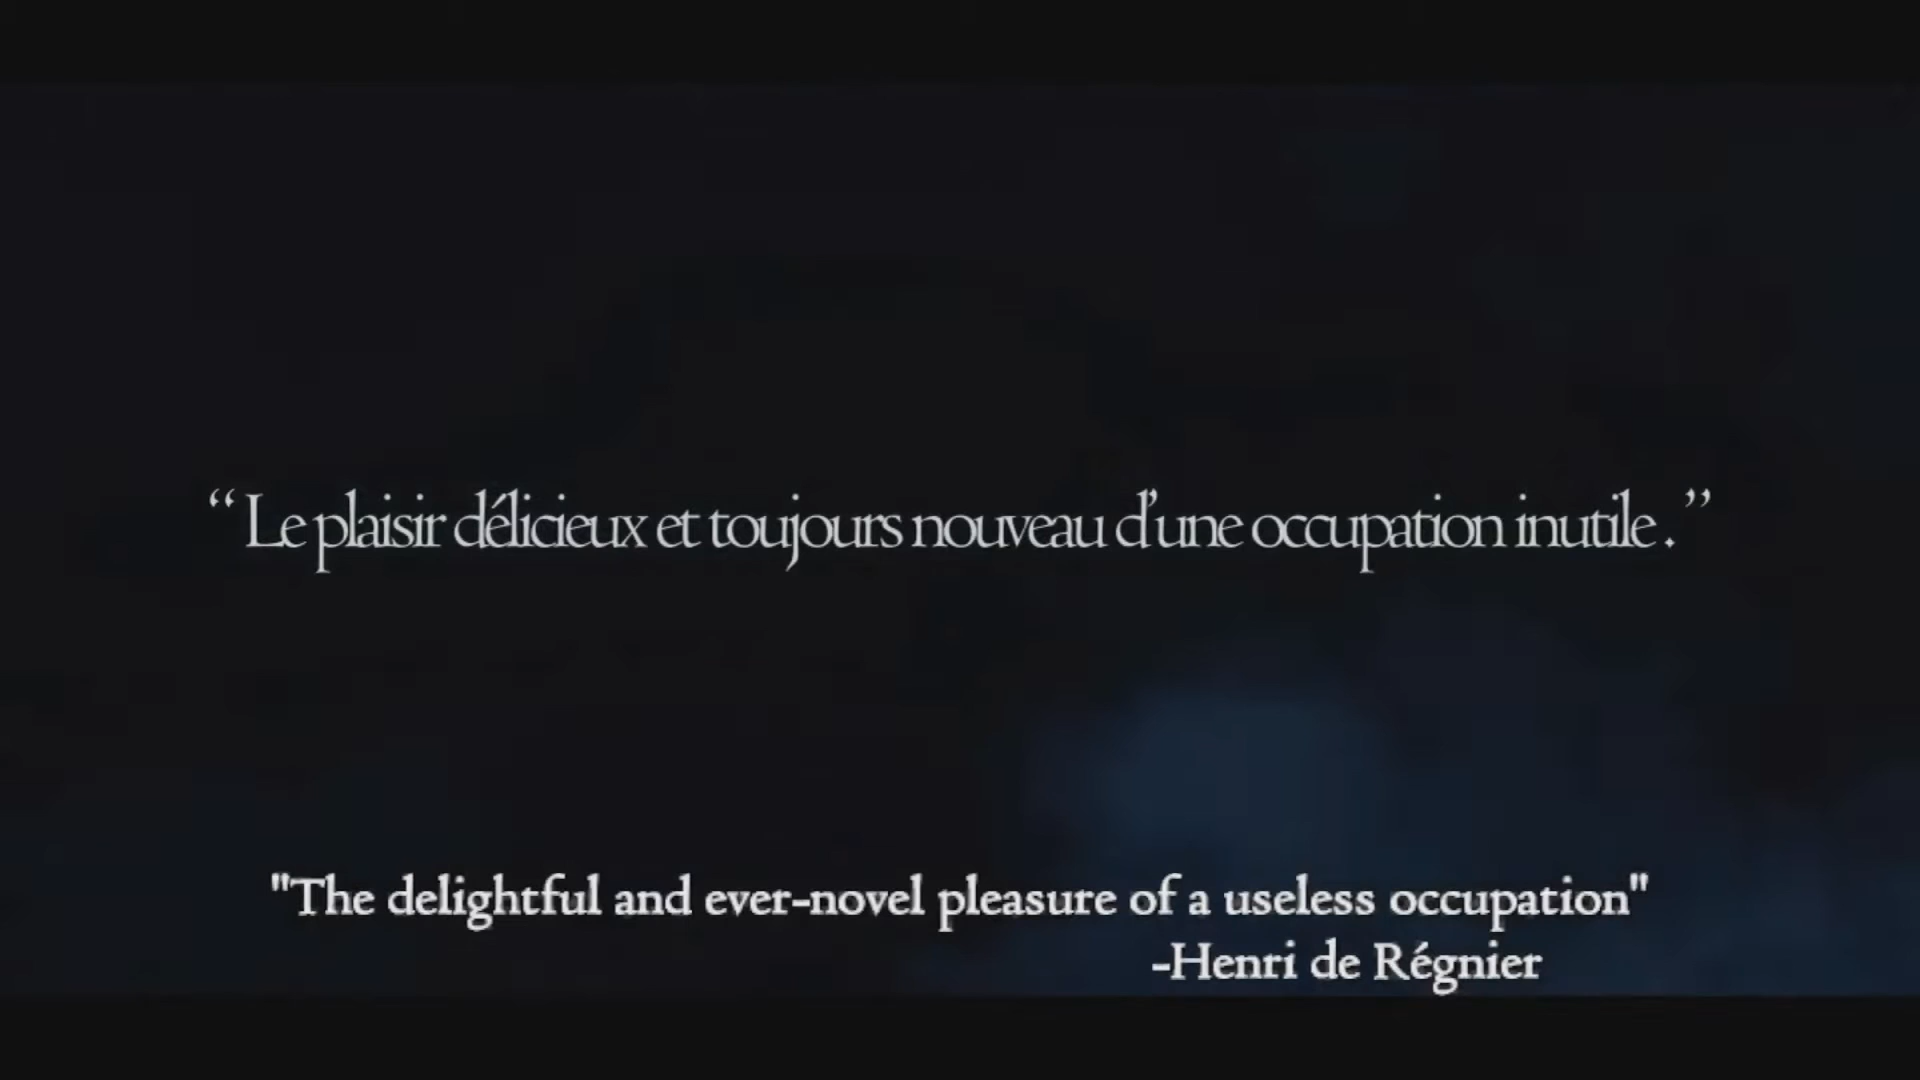 “Le plaisir délicieux et toujours nouveau d’une occupation inutile.”
"The delightful and ever-novel pleasure of a useless occupation"
-Henri de Régnier